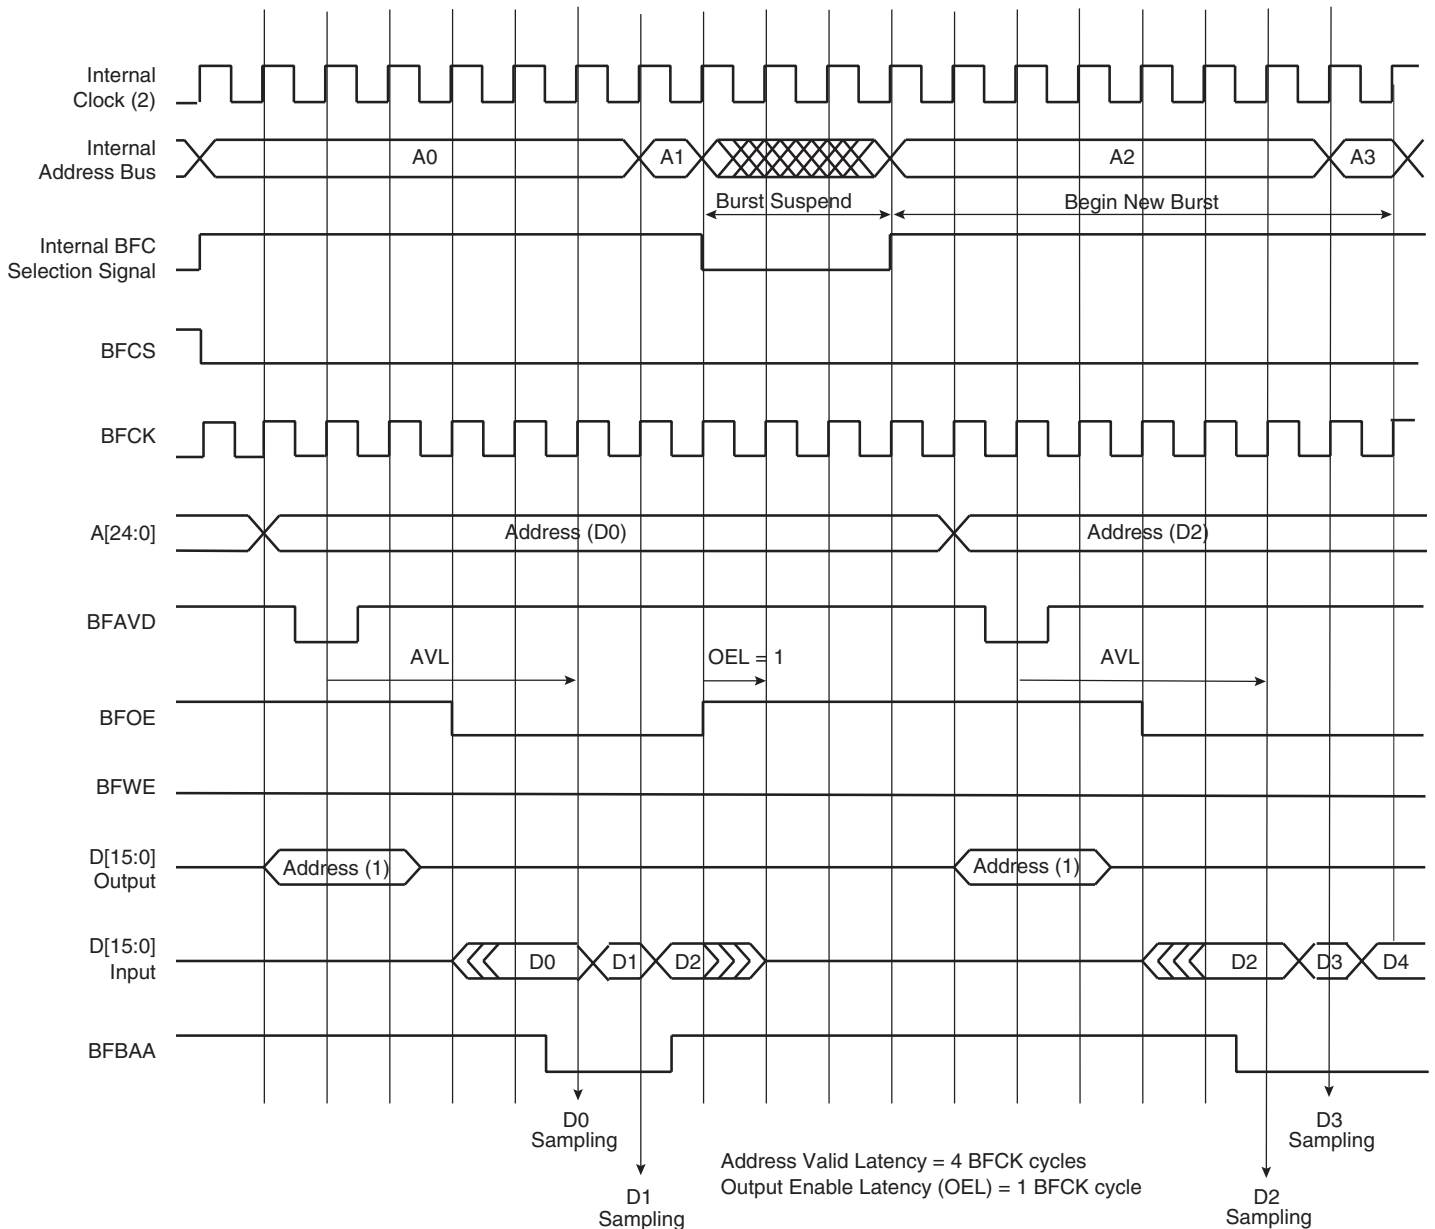 Internal
Clock (2)
Internal
Address Bus
A0
A1
A2
A3
Burst Suspend
Begin New Burst
Internal BFC
Selection Signal
BFCS
BFCK
A[24:0]
Address (D0)
Address (D2)
BFAVD
AVL
OEL = 1
AVL
BFOE
BFWE
D[15:0]
Output
Address (1)
Address (1)
D[15:0]
Input
D0
D1
D2
D2
D3
D4
BFBAA
D0
Sampling
D3
Sampling
Address Valid Latency = 4 BFCK cycles
Output Enable Latency (OEL) = 1 BFCK cycle
D1
Sampling
D2
Sampling